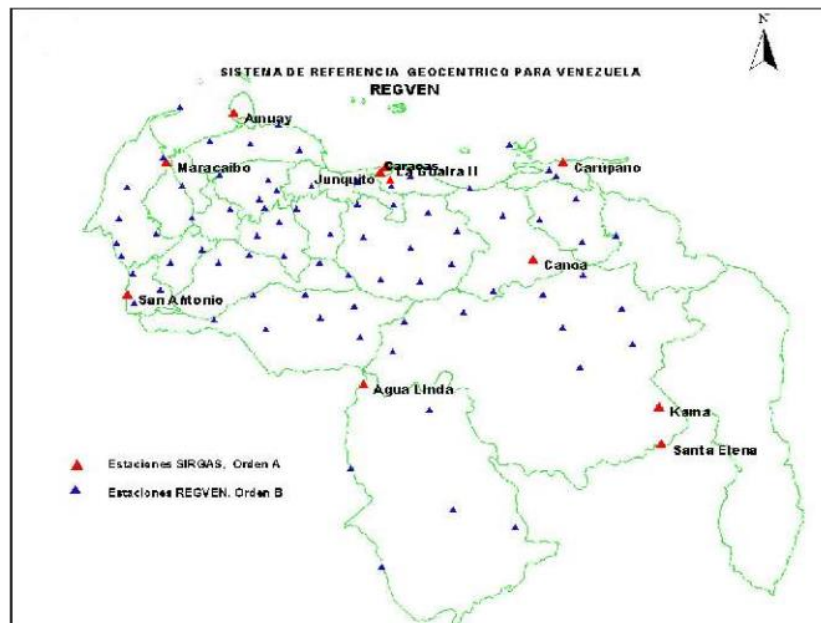 N
SISTEMA DE REFERENCIA GEOCENTRICO PARA VENEZUELA
REGVEN
Amuay
Maracaibo
Caracas
Junquito
La Guaira II
Carúpano
Canoa
San Antonio
Agua Linda
Kama
Santa Elena
Estaciones SIRGAS, Orden A
Estaciones REGVEN. Orden B